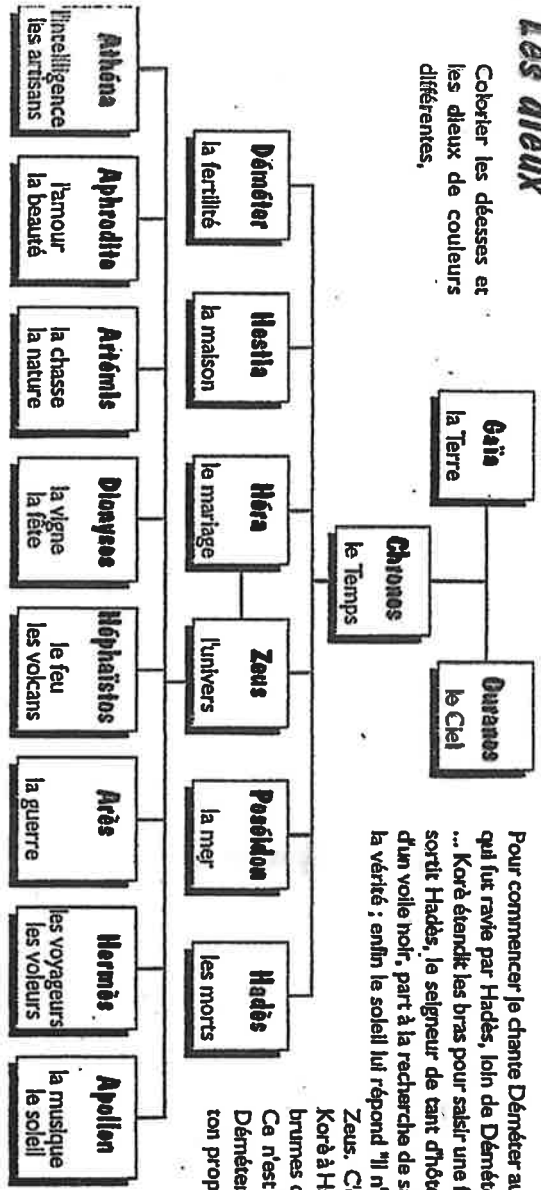 Les dieux
Colorier les déesses et
les dieux de couleurs
différentes.
Gaïa
la Terre
Ouranos
le Ciel
Chronos
le Temps
Déméter
la fertilité
Hestia
la maison
Héra
le mariage
Zeus
l'univers
Poséidon
la mer
Hadès
les morts
Athéna
l'intelligence
les artisans
Aphrodite
l'amour
la beauté
Artémis
la chasse
la nature
Dionysos
la vigne
la fête
Héphaïstos
le feu
les volcans
Arès
la guerre
Hermès
les voyageurs
les voleurs
Apollon
la musique
le soleil
Pour commencer je chante Déméter
qui fut ravie par Hadès, loin de
... Korè étendit les bras pour saisir une
sortit Hadès, le seigneur de tant
d'un voile noir, part à la recherche de
la vérité ; enfin le soleil lui répond "Il
Zeus.
Korè à
brumes
Ce n'est
Déméter
ton